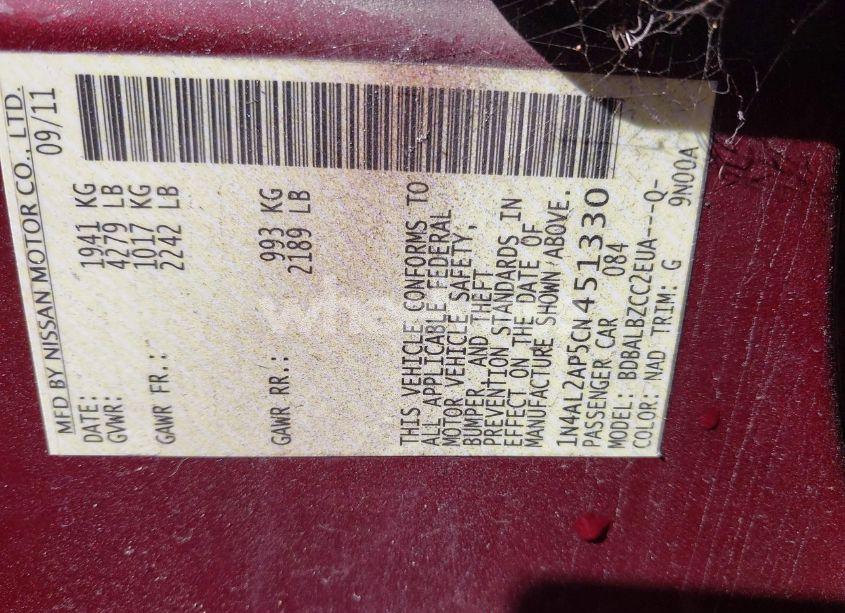 MFD BY NISSAN MOTOR CO., LTD.
DATE: 09/11
GVWR: 1941 KG
4279 LB
GAWR FR.: 1017 KG
2242 LB
GAWR RR.: 993 KG
2189 LB
THIS VEHICLE CONFORMS TO
ALL APPLICABLE FEDERAL
MOTOR VEHICLE SAFETY,
BUMPER, AND THEFT
PREVENTION STANDARDS IN
EFFECT ON THE DATE OF
MANUFACTURE SHOWN ABOVE.
1N4AL2AP5CN451330
PASSENGER CAR 084
MODEL: BDBALBZCC2EUA---Q-
COLOR: NAD TRIM: G 9N00A